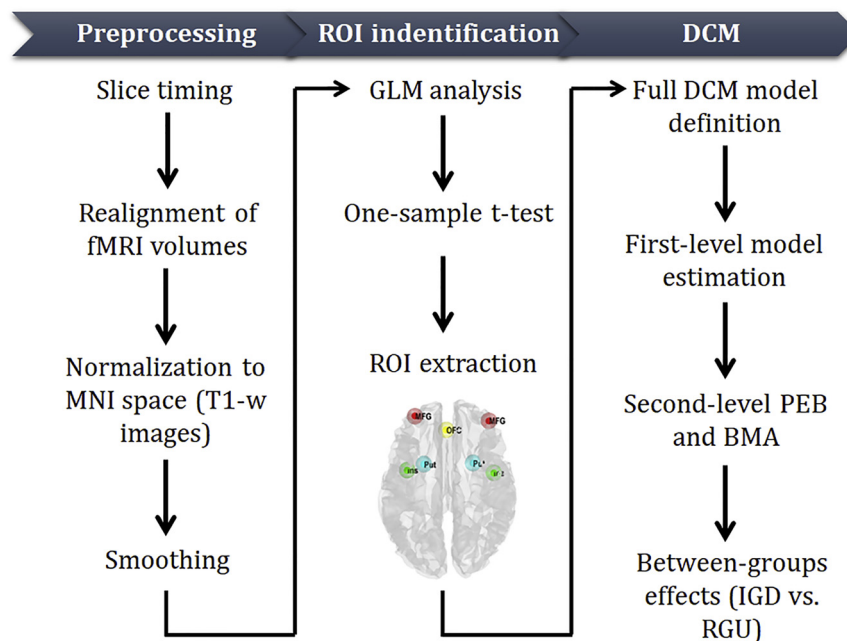 Preprocessing
ROI indentification
DCM
Slice timing
Realignment of
fMRI volumes
Normalization to
MNI space (T1-w
images)
Smoothing
GLM analysis
One-sample t-test
ROI extraction
MFG
MFG
OFC
Put
Ins
Full DCM model
definition
First-level model
estimation
Second-level PEB
and BMA
Between-groups
effects (IGD vs.
RGU)